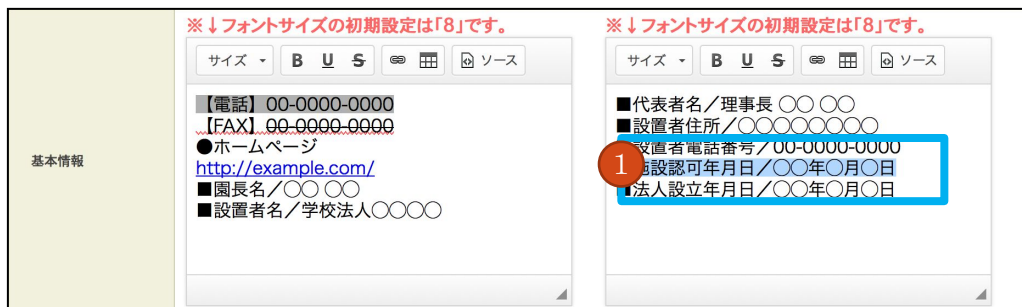 ※↓フォントサイズの初期設定は「8」です。
※↓フォントサイズの初期設定は「8」です。
サイズ B U S ソース
サイズ B U S ソース
基本情報
【電話】00-0000-0000
【FAX】00-0000-0000
●ホームページ
http://example.com/
■園長名／〇〇 〇〇
■設置者名／学校法人〇〇〇〇
■代表者名／理事長 〇〇 〇〇
■設置者住所／〇〇〇〇〇〇〇〇
設置者電話番号／00-0000-0000
1
設認可年月日／〇〇年〇月〇日
■法人設立年月日／〇〇年〇月〇日